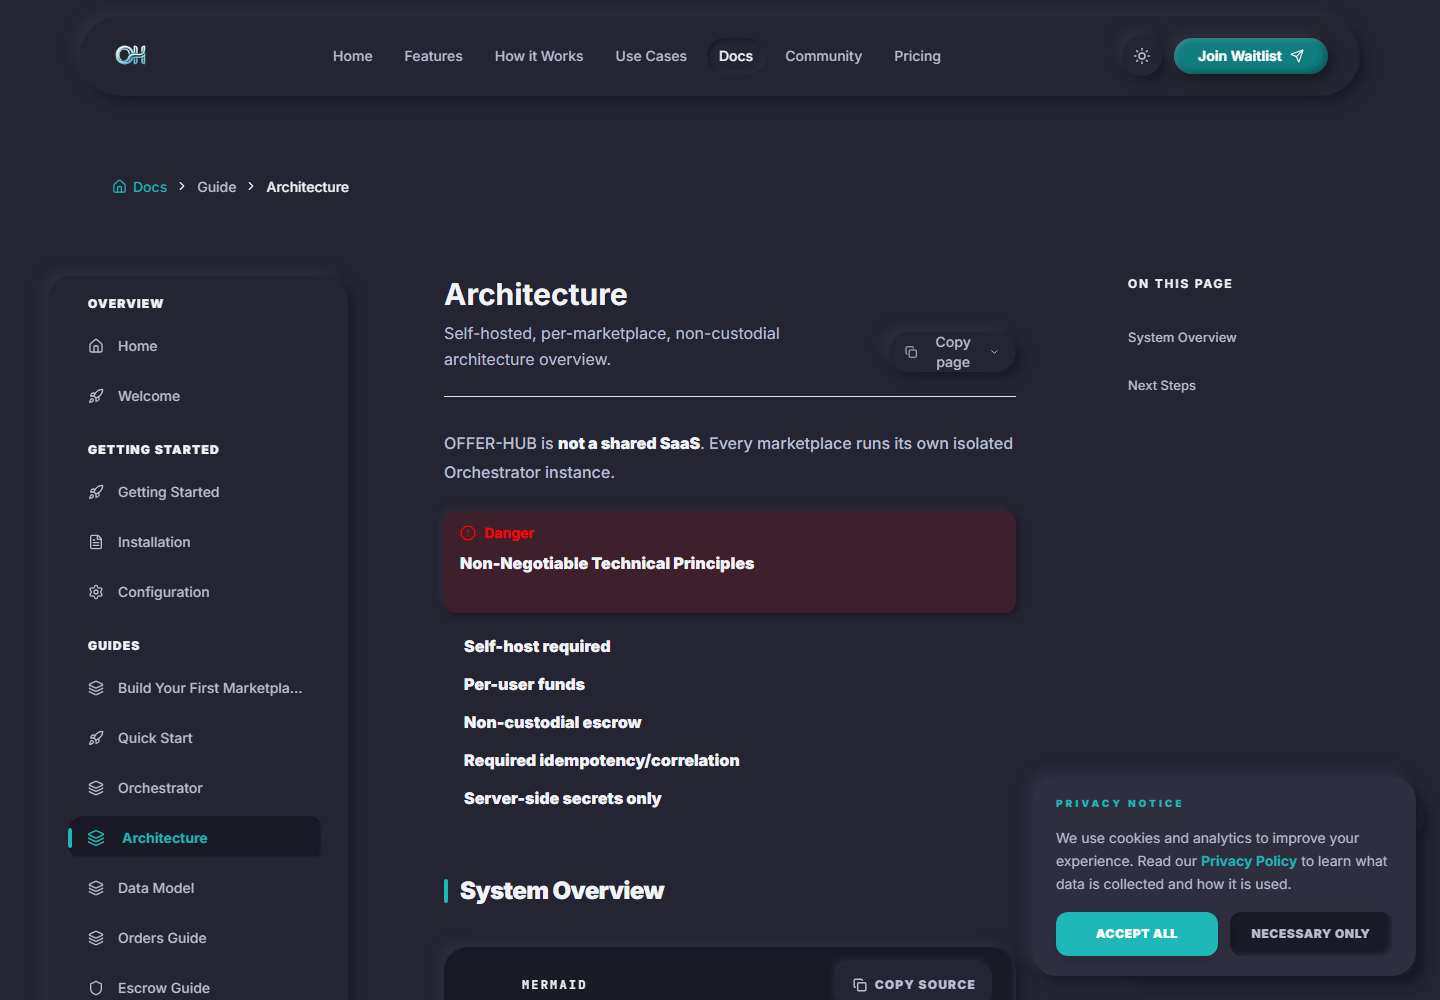 OH
Home Features How it Works Use Cases Docs Community Pricing Join Waitlist
Docs > Guide > Architecture
OVERVIEW
Home
Welcome
GETTING STARTED
Getting Started
Installation
Configuration
GUIDES
Build Your First Marketpla...
Quick Start
Orchestrator
Architecture
Data Model
Orders Guide
Escrow Guide
Architecture
Self-hosted, per-marketplace, non-custodial
architecture overview.
Copy
page
OFFER-HUB is not a shared SaaS. Every marketplace runs its own isolated
Orchestrator instance.
Danger
Non-Negotiable Technical Principles
Self-host required
Per-user funds
Non-custodial escrow
Required idempotency/correlation
Server-side secrets only
System Overview
MERMAID
COPY SOURCE
ON THIS PAGE
System Overview
Next Steps
PRIVACY NOTICE
We use cookies and analytics to improve your
experience. Read our Privacy Policy to learn what
data is collected and how it is used.
ACCEPT ALL
NECESSARY ONLY